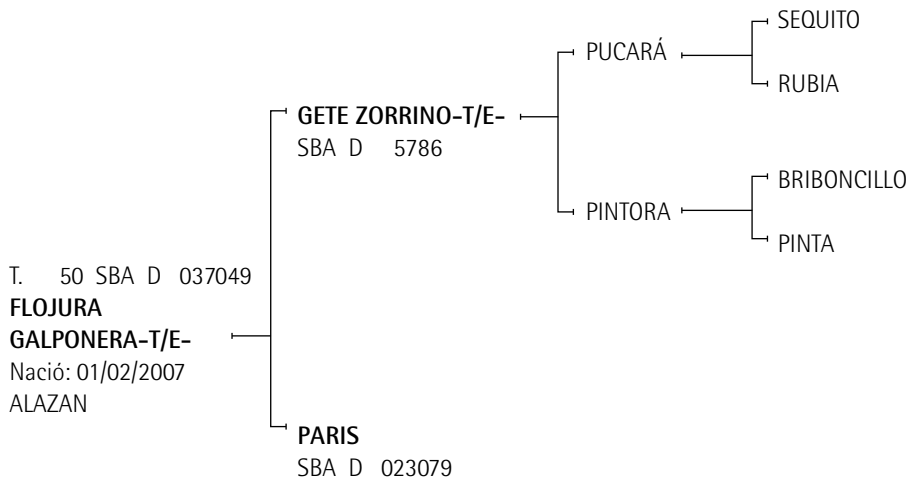 SEQUITO
PUCARÁ
RUBIA
GETE ZORRINO-T/E-
SBA D 5786
BRIBONCILLO
PINTORA
PINTA
T. 50 SBA D 037049
FLOJURA
GALPONERA-T/E-
Nació: 01/02/2007
ALAZAN
PARIS
SBA D 023079